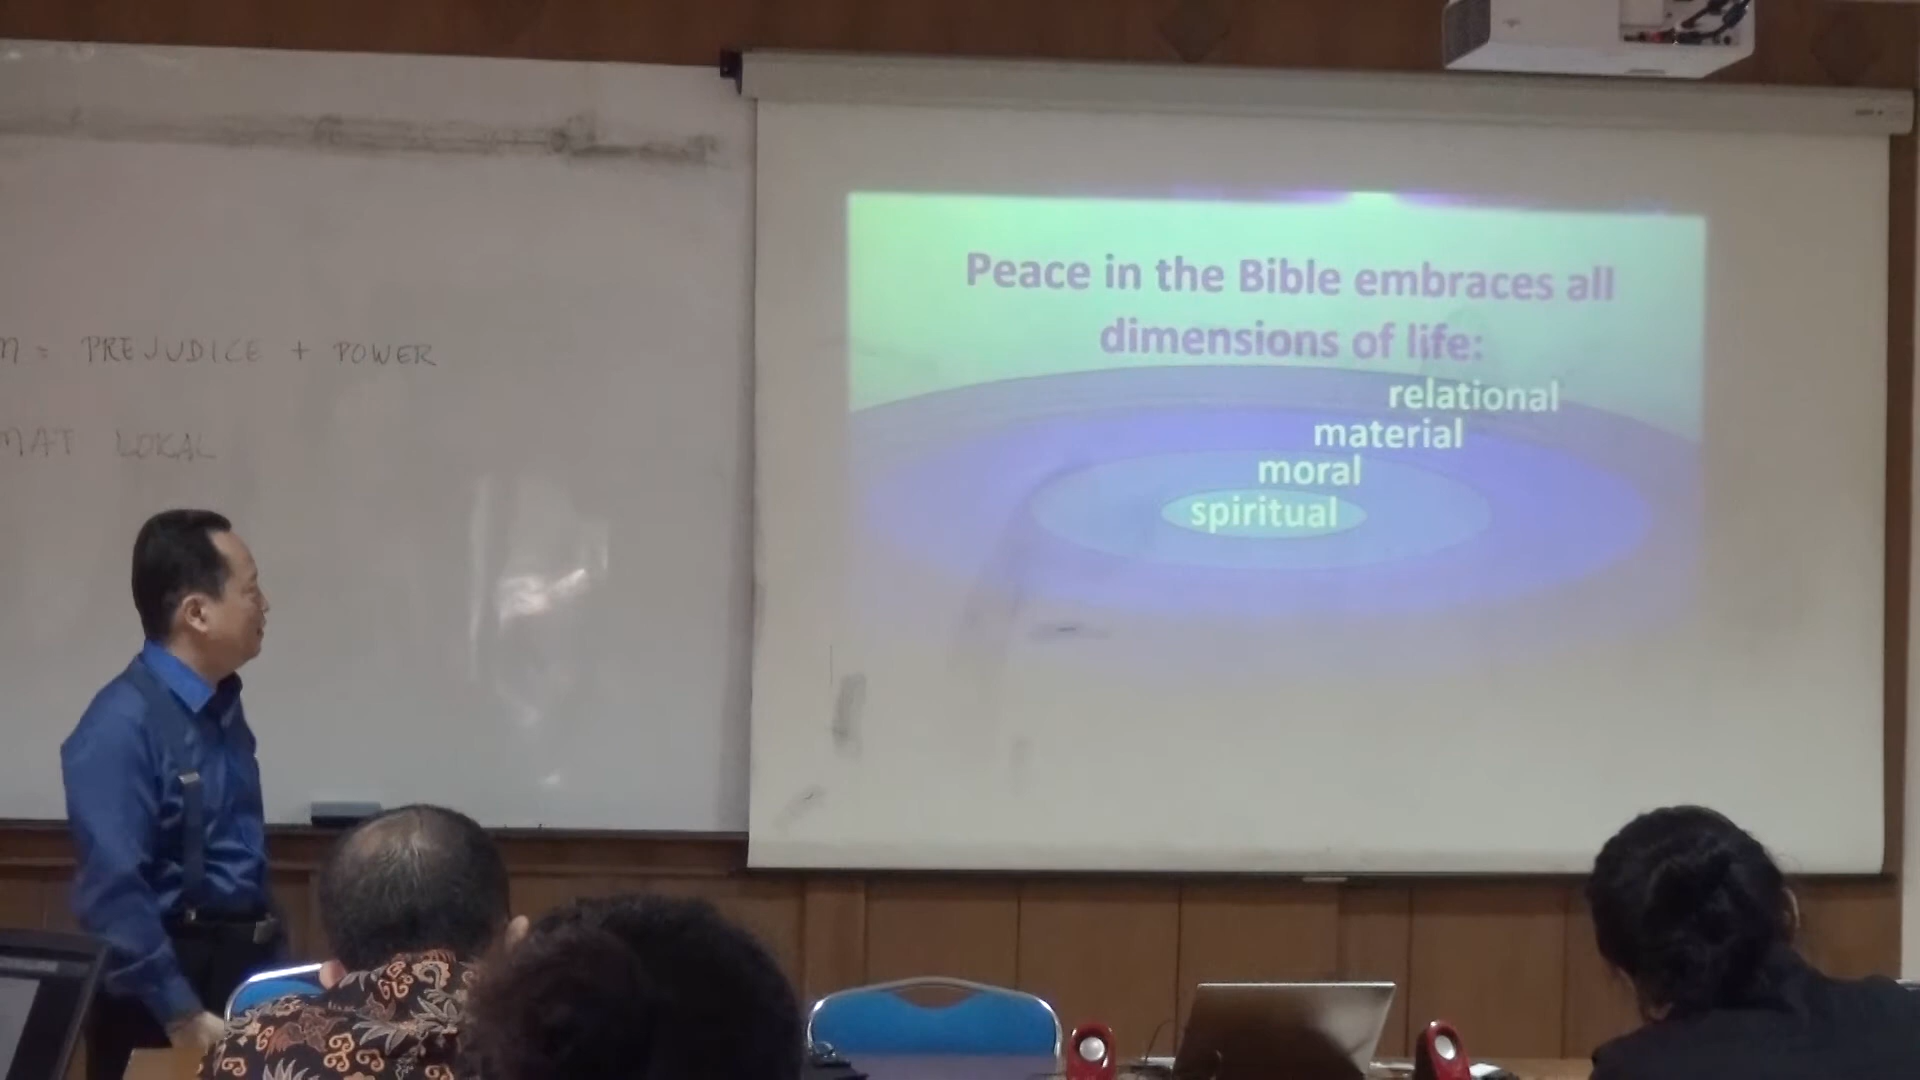 = PREJUDICE + POWER
LOKAL
Peace in the Bible embraces all
dimensions of life:
relational
material
moral
spiritual